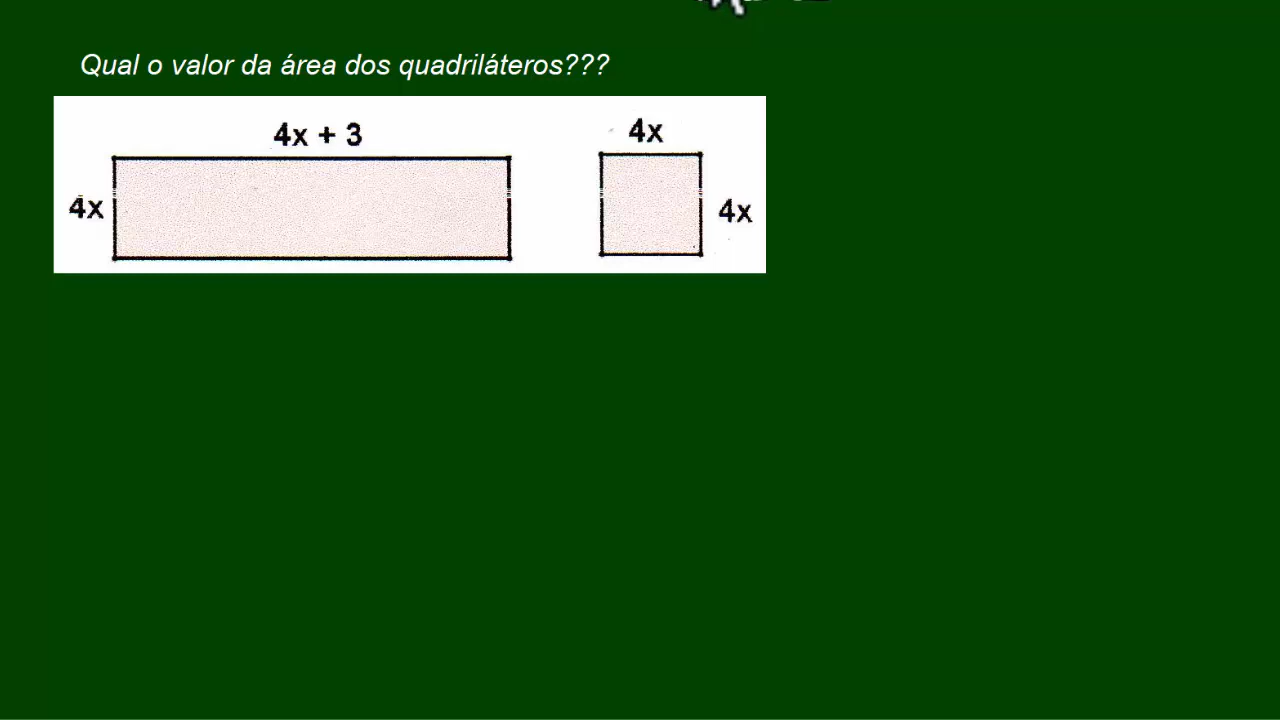 Qual o valor da área dos quadriláteros???
4x + 3
4x
4x
4x